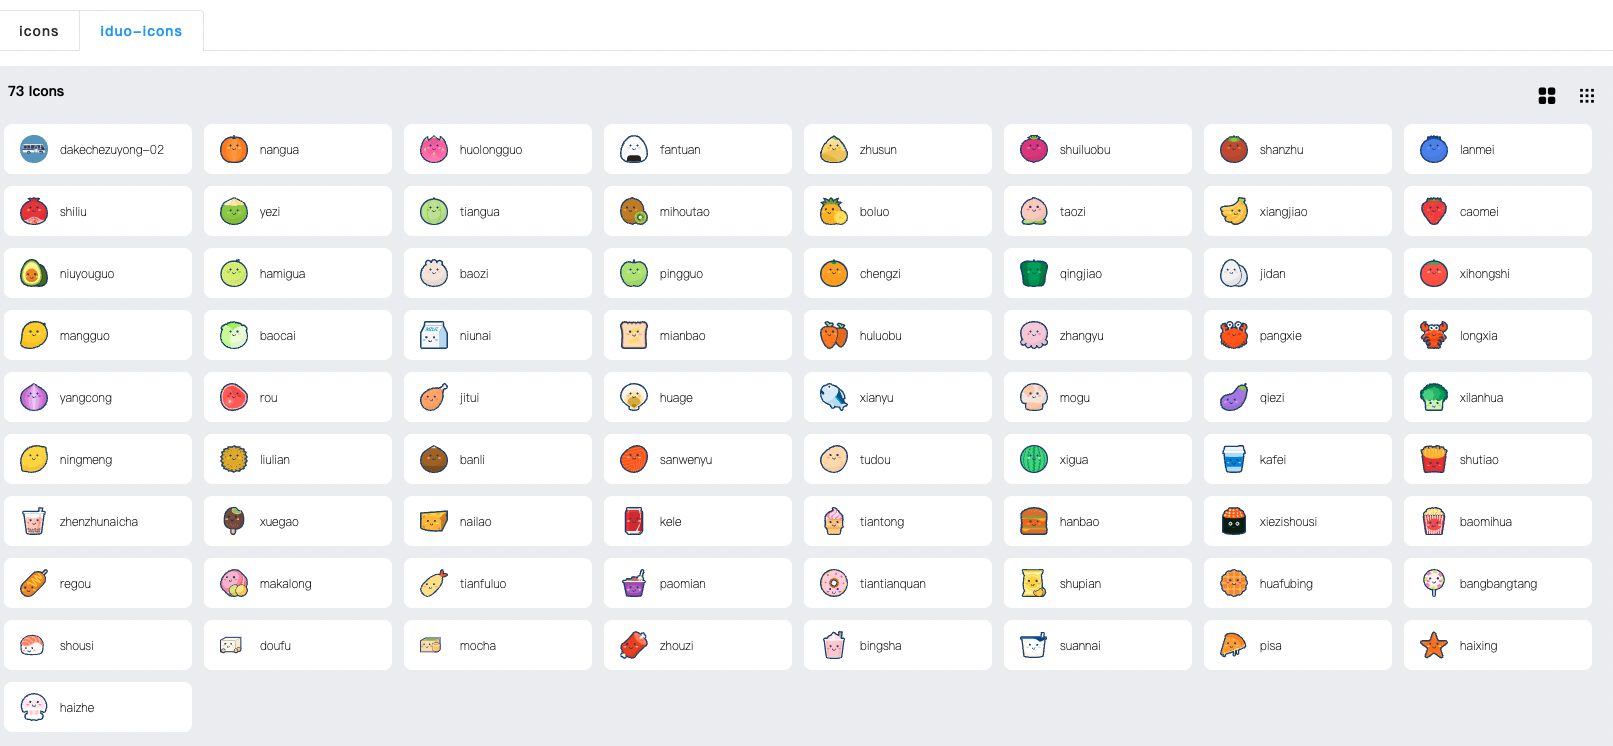 icons
iduo-icons
73 Icons
dakechezuyong-02
nangua
huolongguo
fantuan
zhusun
shuiluobu
shanzhu
lanmei
shiliu
yezi
tiangua
mihoutao
boluo
taozi
xiangjiao
caomei
niuyouguo
hamigua
baozi
pingguo
chengzi
qingjiao
jidan
xihongshi
mangguo
baocai
niunai
mianbao
huluobu
zhangyu
pangxie
longxia
yangcong
rou
jitui
huage
xianyu
mogu
qiezi
xilanhua
ningmeng
liulian
banli
sanwenyu
tudou
xigua
kafei
shutiao
zhenzhunaicha
xuegao
nailao
kele
tiantong
hanbao
xiezishousi
baomihua
regou
makalong
tianfuluo
paomian
tiantianquan
shupian
huafubing
bangbangtang
shousi
doufu
mocha
zhouzi
bingsha
suannai
pisa
haixing
haizhe